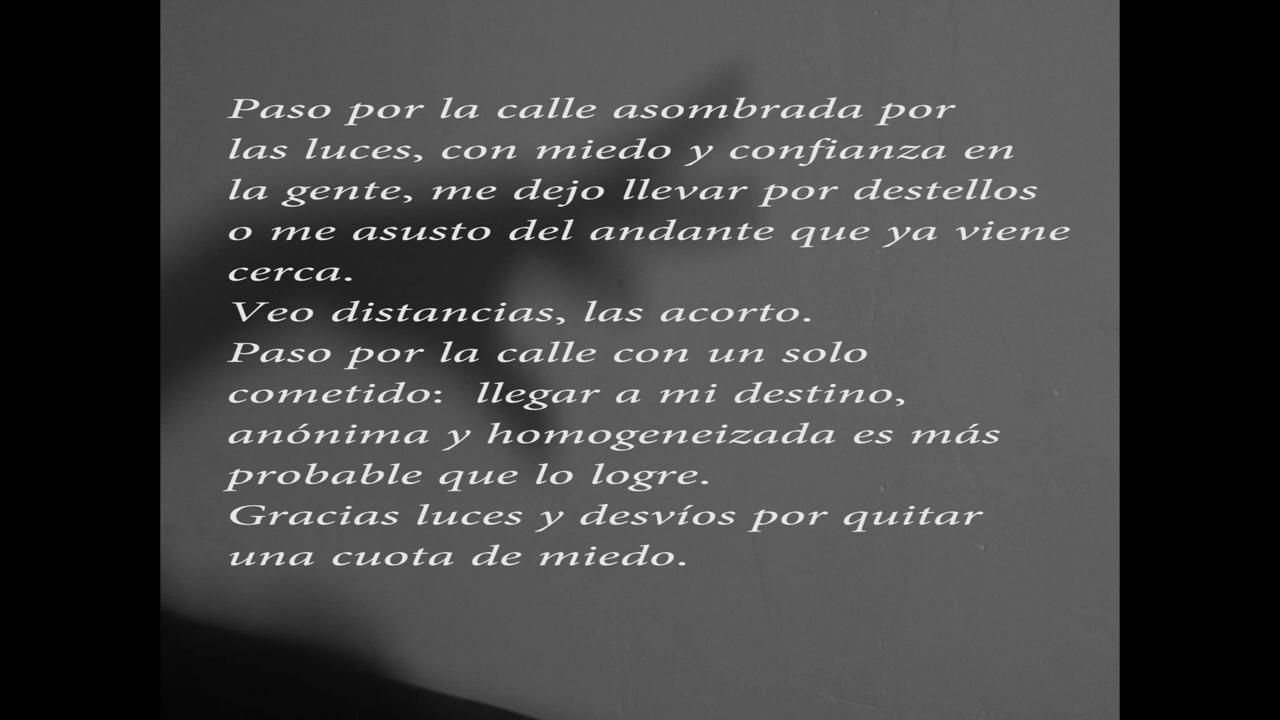 Paso por la calle asombrada por
las luces, con miedo y confianza en
la gente, me dejo llevar por destellos
o me asusto del andante que ya viene
cerca.
Veo distancias, las acorto.
Paso por la calle con un solo
cometido:  llegar a mi destino,
anónima y homogeneizada es más
probable que lo logre.
Gracias luces y desvíos por quitar
una cuota de miedo.